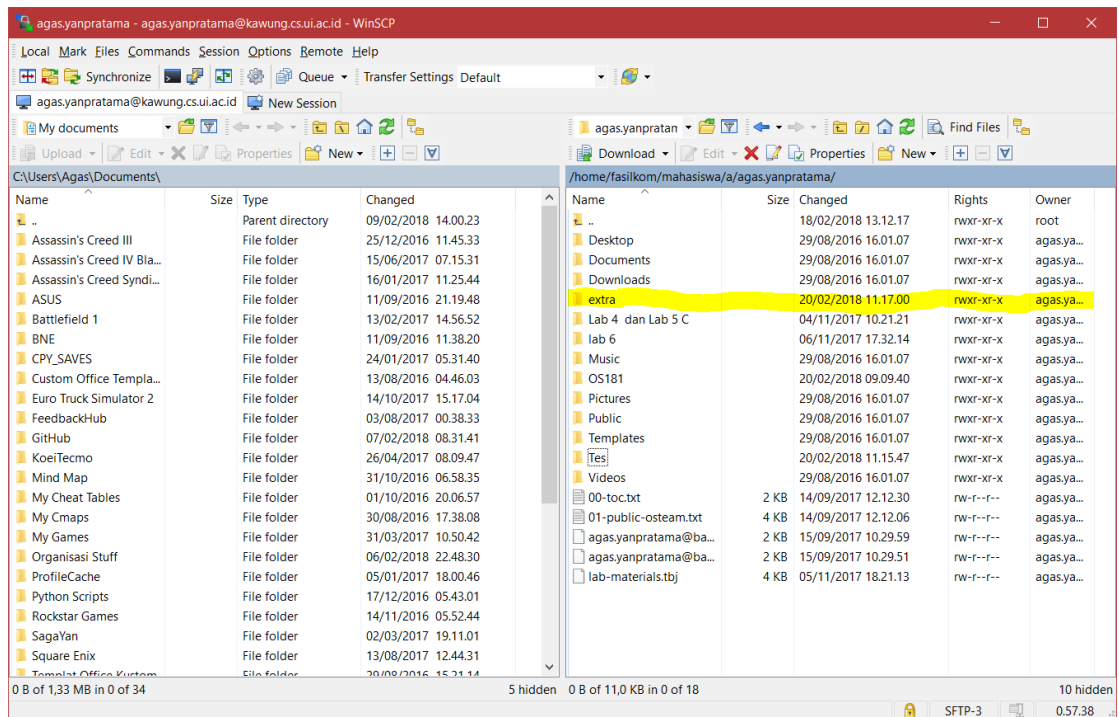 agas.yanpratama - agas.yanpratama@kawung.cs.ui.ac.id - WinSCP
Local Mark Files Commands Session Options Remote Help
Synchronize Queue Transfer Settings Default
agas.yanpratama@kawung.cs.ui.ac.id New Session
My documents
Upload Edit Properties New
C:\Users\Agas\Documents\
Name Size Type Changed
.. Parent directory 09/02/2018 14.00.23
Assassin's Creed III File folder 25/12/2016 11.45.33
Assassin's Creed IV Bla... File folder 15/06/2017 07.15.31
Assassin's Creed Syndi... File folder 16/01/2017 11.25.44
ASUS File folder 11/09/2016 21.19.48
Battlefield 1 File folder 13/02/2017 14.56.52
BNE File folder 11/09/2016 11.38.20
CPY_SAVES File folder 24/01/2017 05.31.40
Custom Office Templa... File folder 13/08/2016 04.46.03
Euro Truck Simulator 2 File folder 14/10/2017 15.17.04
FeedbackHub File folder 03/08/2017 00.38.33
GitHub File folder 07/02/2018 08.31.41
KoeiTecmo File folder 26/04/2017 08.09.47
Mind Map File folder 31/10/2016 06.58.35
My Cheat Tables File folder 01/10/2016 20.06.57
My Cmaps File folder 30/08/2016 17.38.08
My Games File folder 31/03/2017 10.50.42
Organisasi Stuff File folder 06/02/2018 22.48.30
ProfileCache File folder 05/01/2017 18.00.46
Python Scripts File folder 17/12/2016 05.43.01
Rockstar Games File folder 14/11/2016 05.52.44
SagaYan File folder 02/03/2017 19.11.01
Square Enix File folder 13/08/2017 12.44.31
Templat Office Kustom File folder 29/08/2016 15.21.14
0 B of 1,33 MB in 0 of 34 5 hidden
agas.yanpratan Find Files
Download Edit Properties New
/home/fasilkom/mahasiswa/a/agas.yanpratama/
Name Size Changed Rights Owner
.. 18/02/2018 13.12.17 rwxr-xr-x root
Desktop 29/08/2016 16.01.07 rwxr-xr-x agas.ya...
Documents 29/08/2016 16.01.07 rwxr-xr-x agas.ya...
Downloads 29/08/2016 16.01.07 rwxr-xr-x agas.ya...
extra 20/02/2018 11.17.00 rwxr-xr-x agas.ya...
Lab 4 dan Lab 5 C 04/11/2017 10.21.21 rwxr-xr-x agas.ya...
lab 6 06/11/2017 17.32.14 rwxr-xr-x agas.ya...
Music 29/08/2016 16.01.07 rwxr-xr-x agas.ya...
OS181 20/02/2018 09.09.40 rwxr-xr-x agas.ya...
Pictures 29/08/2016 16.01.07 rwxr-xr-x agas.ya...
Public 29/08/2016 16.01.07 rwxr-xr-x agas.ya...
Templates 29/08/2016 16.01.07 rwxr-xr-x agas.ya...
Tes 20/02/2018 11.15.47 rwxr-xr-x agas.ya...
Videos 29/08/2016 16.01.07 rwxr-xr-x agas.ya...
00-toc.txt 2 KB 14/09/2017 12.12.30 rw-r--r-- agas.ya...
01-public-osteam.txt 4 KB 14/09/2017 12.12.06 rw-r--r-- agas.ya...
agas.yanpratama@ba... 2 KB 15/09/2017 10.29.59 rw-r--r-- agas.ya...
agas.yanpratama@ba... 2 KB 15/09/2017 10.29.51 rw-r--r-- agas.ya...
lab-materials.tbj 4 KB 05/11/2017 18.21.13 rw-r--r-- agas.ya...
0 B of 11,0 KB in 0 of 18 10 hidden
SFTP-3 0.57.38